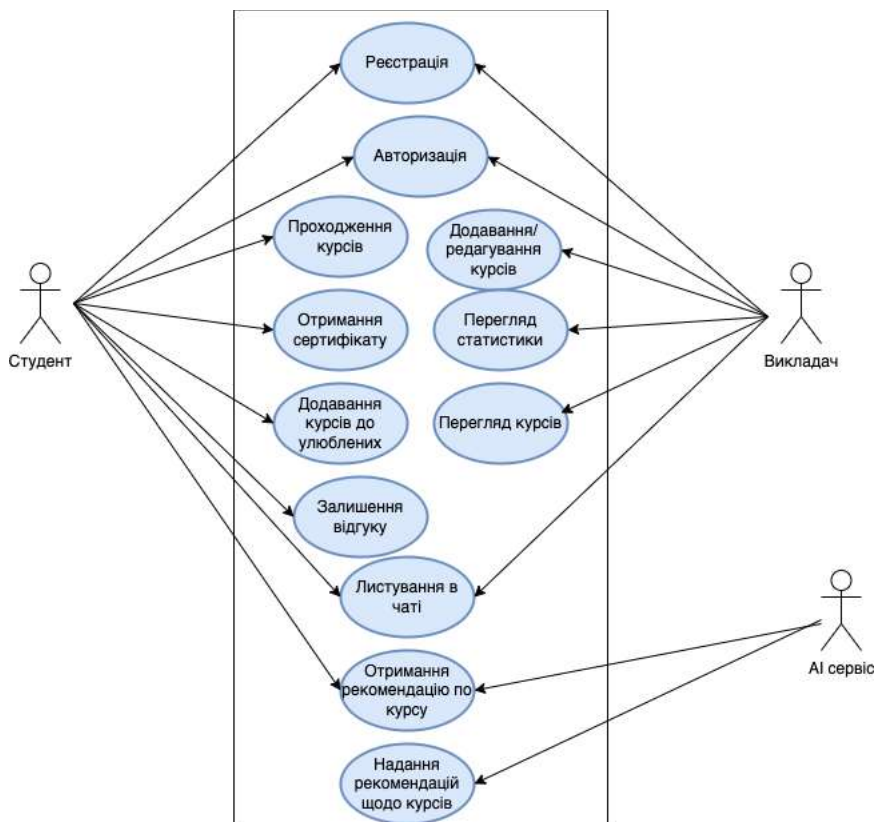 Реєстрація
Авторизація
Проходження
курсів
Додавання/
редагування
курсів
Студент
Отримання
сертифікату
Перегляд
статистики
Викладач
Додавання
курсів до
улюблених
Перегляд курсів
Залишення
відгуку
Листування в
чаті
Отримання
рекомендацію по
курсу
АІ сервіс
Надання
рекомендацій
щодо курсів